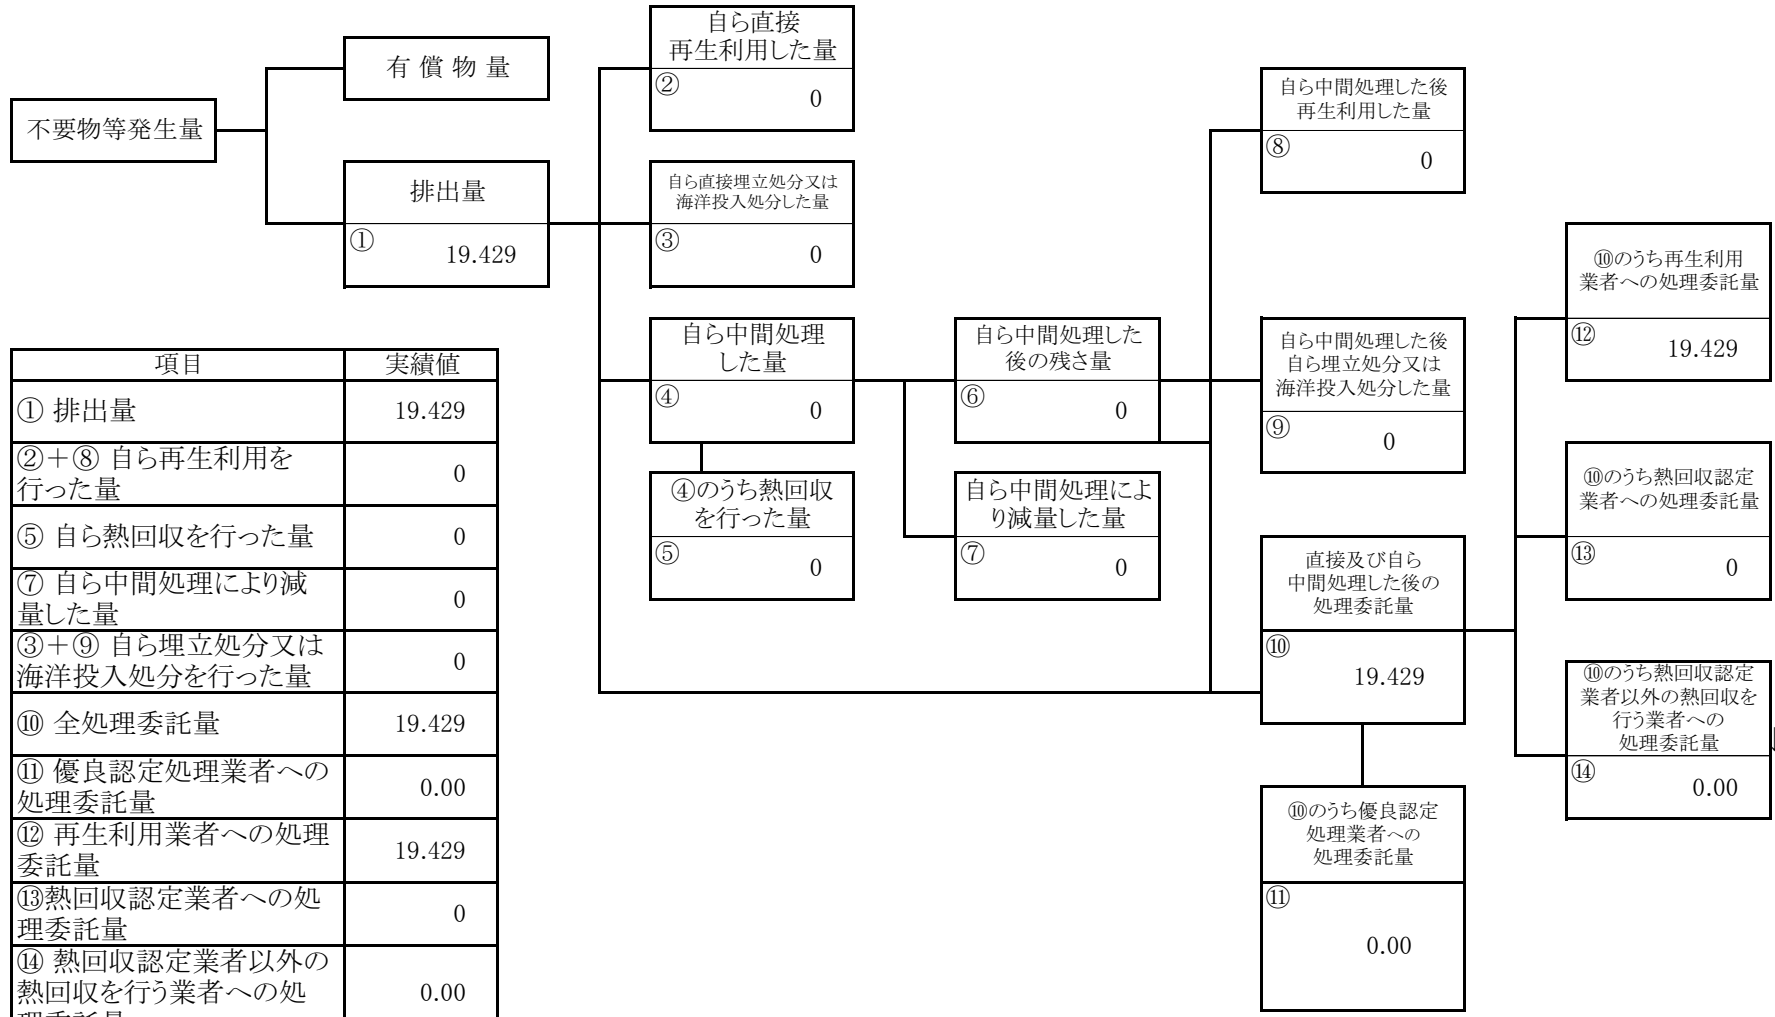 不要物等発生量
有 償 物 量
排出量
①
19.429
自ら直接
再生利用した量
②
0
自ら直接埋立処分又は
海洋投入処分した量
③
0
自ら中間処理
した量
④
0
④のうち熱回収
を行った量
⑤
0
自ら中間処理した
後の残さ量
⑥
0
自ら中間処理によ
り減量した量
⑦
0
自ら中間処理した後
再生利用した量
⑧
0
自ら中間処理した後
自ら埋立処分又は
海洋投入処分した量
⑨
0
直接及び自ら
中間処理した後の
処理委託量
⑩
19.429
⑩のうち優良認定
処理業者への
処理委託量
⑪
0.00
⑩のうち再生利用
業者への処理委託量
⑫
19.429
⑩のうち熱回収認定
業者への処理委託量
⑬
0
⑩のうち熱回収認定
業者以外の熱回収を
行う業者への
処理委託量
⑭
0.00
項目 実績値
① 排出量 19.429
②＋⑧ 自ら再生利用を
行った量 0
⑤ 自ら熱回収を行った量 0
⑦ 自ら中間処理により減
量した量 0
③＋⑨ 自ら埋立処分又は
海洋投入処分を行った量 0
⑩ 全処理委託量 19.429
⑪ 優良認定処理業者への
処理委託量 0.00
⑫ 再生利用業者への処理
委託量 19.429
⑬熱回収認定業者への処
理委託量 0
⑭ 熱回収認定業者以外の
熱回収を行う業者への処 0.00